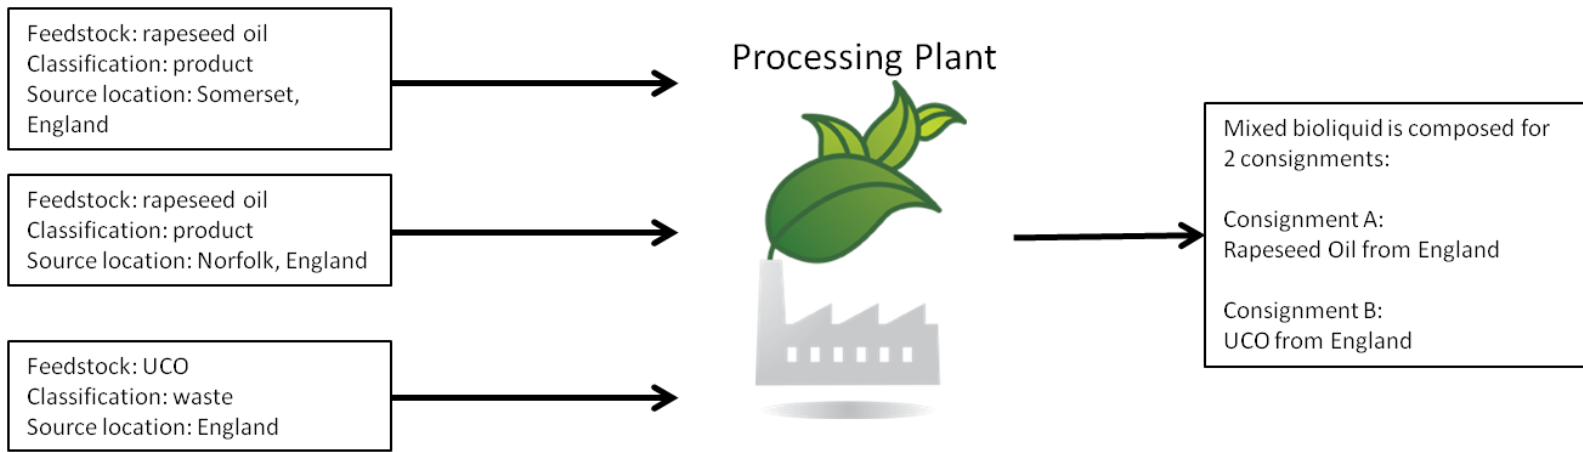 Feedstock: rapeseed oil
Classification: product
Source location: Somerset,
England
Feedstock: rapeseed oil
Classification: product
Source location: Norfolk, England
Feedstock: UCO
Classification: waste
Source location: England
Processing Plant
Mixed bioliquid is composed for
2 consignments:
Consignment A:
Rapeseed Oil from England
Consignment B:
UCO from England